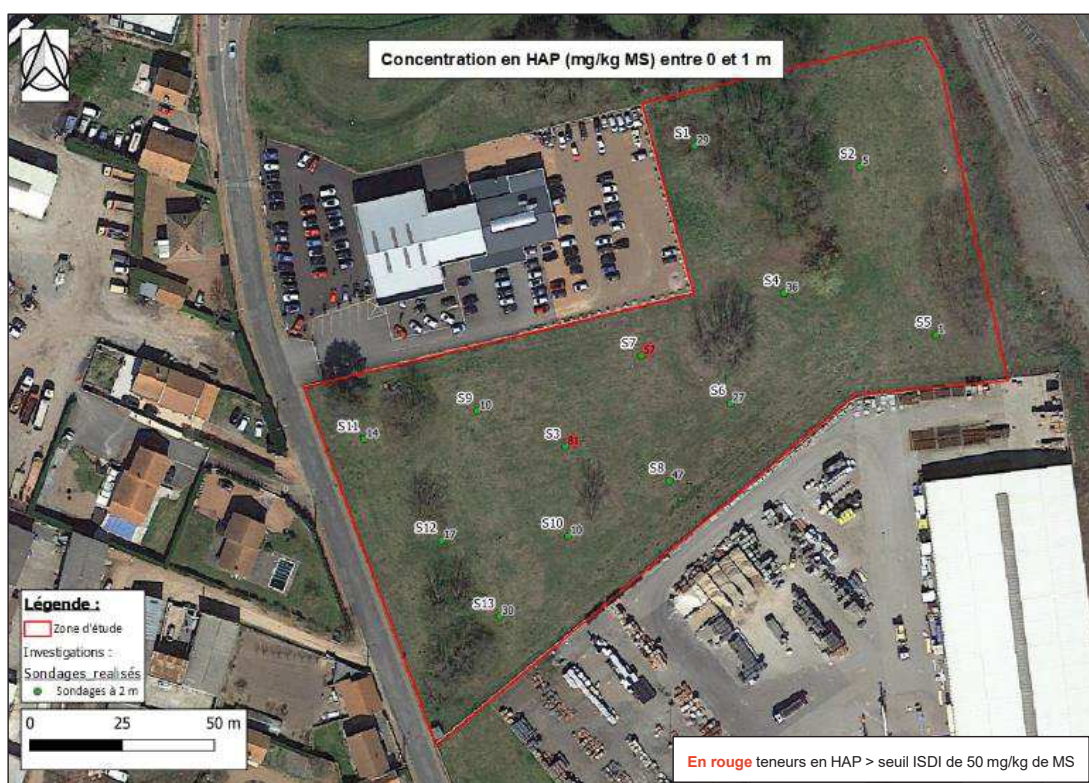 Concentration en HAP (mg/kg MS) entre 0 et 1 m
S1
29
S2
5
S4
36
S5
1
S7
57
S6
27
S9
10
S11
14
S3
81
S8
47
S12
17
S10
S13
30
Légende :
Zone d'étude
Investigations :
Sondages_realisés
Sondages à 2 m
0 25 50 m
En rouge teneurs en HAP > seuil ISDI de 50 mg/kg de MS